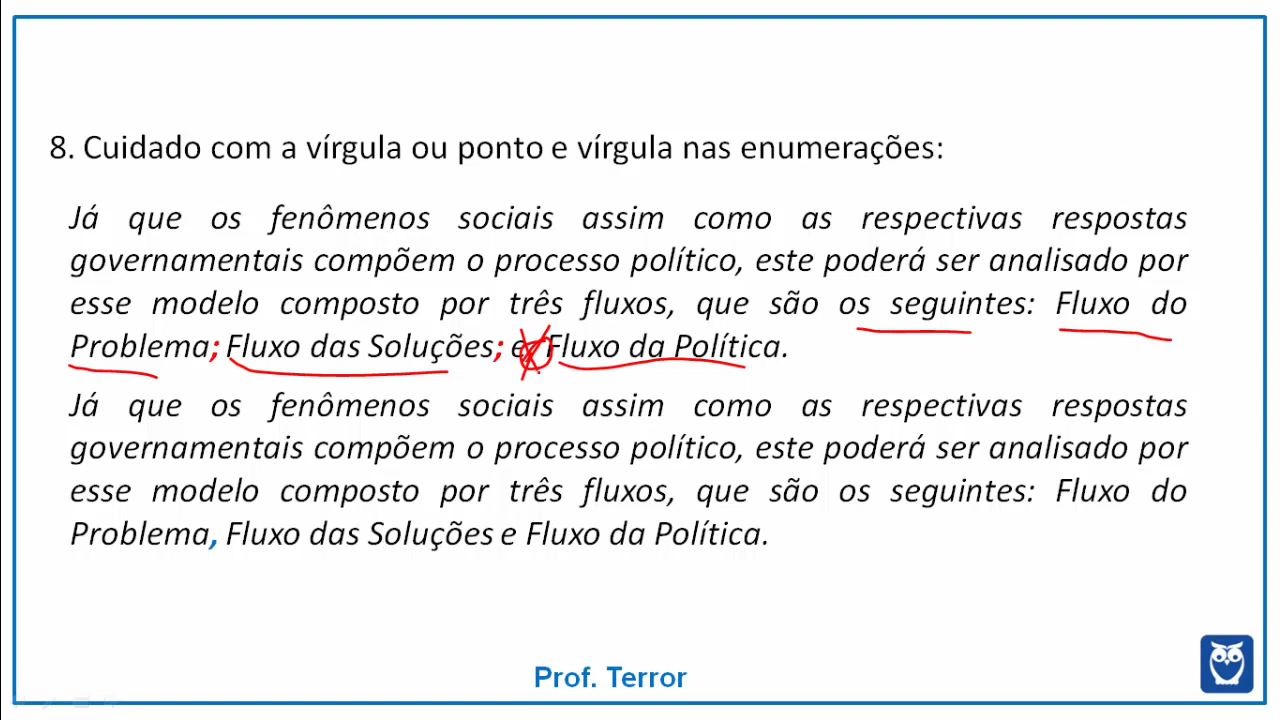 8. Cuidado com a vírgula ou ponto e vírgula nas enumerações:
Já que os fenômenos sociais assim como as respectivas respostas
governamentais compõem o processo político, este poderá ser analisado por
esse modelo composto por três fluxos, que são os seguintes: Fluxo do
Problema; Fluxo das Soluções; e Fluxo da Política.
Já que os fenômenos sociais assim como as respectivas respostas
governamentais compõem o processo político, este poderá ser analisado por
esse modelo composto por três fluxos, que são os seguintes: Fluxo do
Problema, Fluxo das Soluções e Fluxo da Política.
Prof. Terror